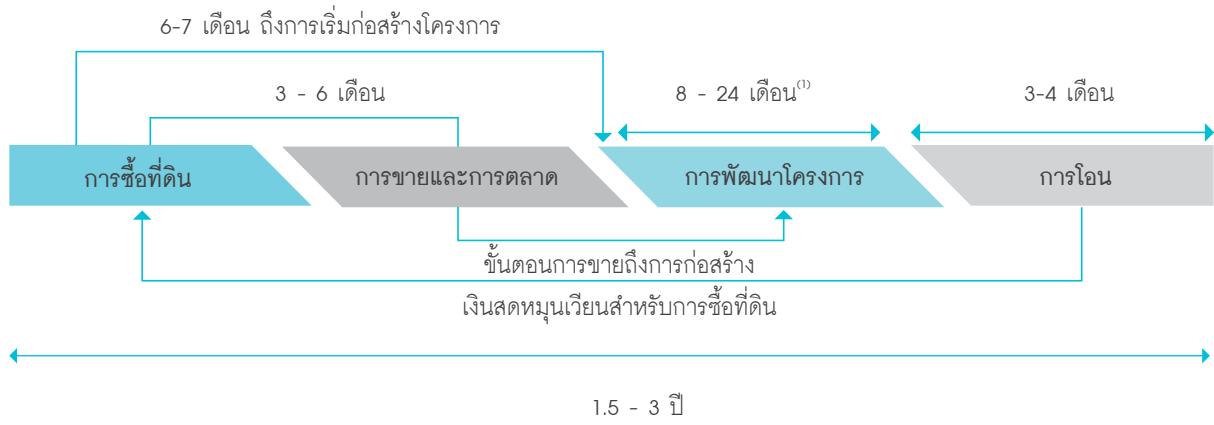 6-7 เดือน ถึงการเริ่มก่อสร้างโครงการ
3 - 6 เดือน
8 - 24 เดือน⁽¹⁾
3-4 เดือน
การซื้อที่ดิน
การขายและการตลาด
การพัฒนาโครงการ
การโอน
ขั้นตอนการขายถึงการก่อสร้าง
เงินสดหมุนเวียนสำหรับการซื้อที่ดิน
1.5 - 3 ปี